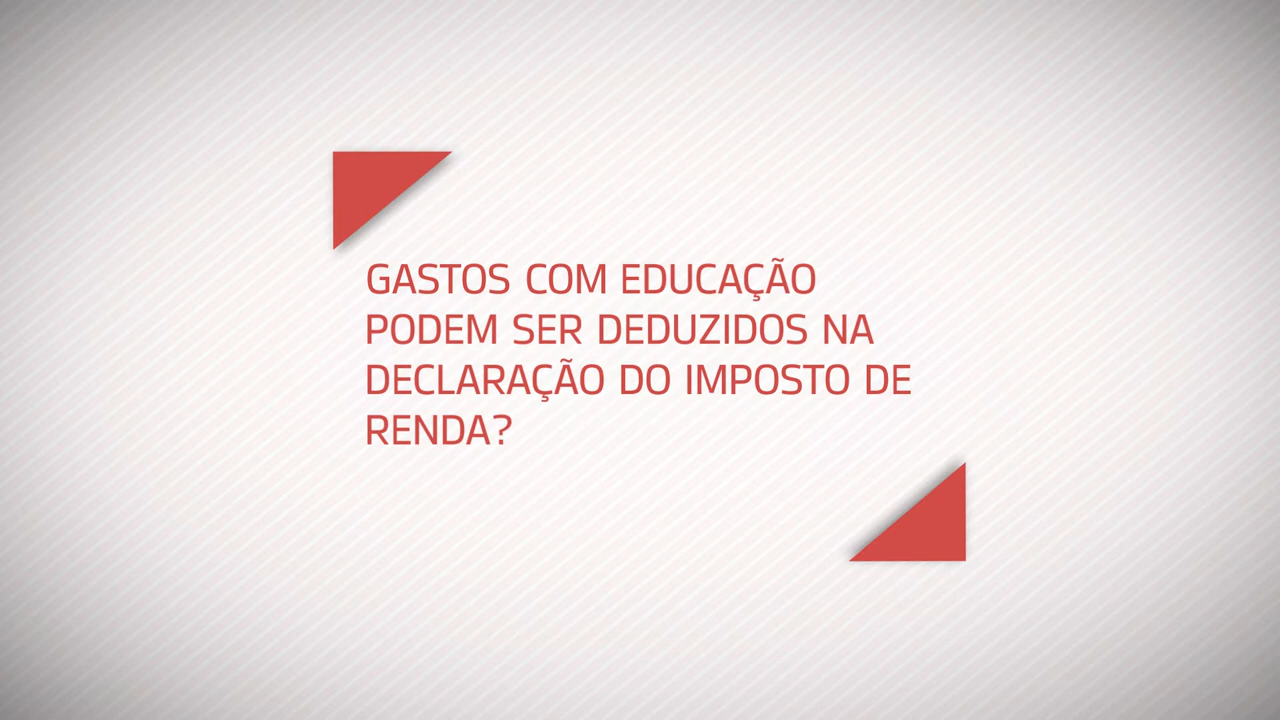 GASTOS COM EDUCAÇÃO
PODEM SER DEDUZIDOS NA
DECLARAÇÃO DO IMPOSTO DE
RENDA?